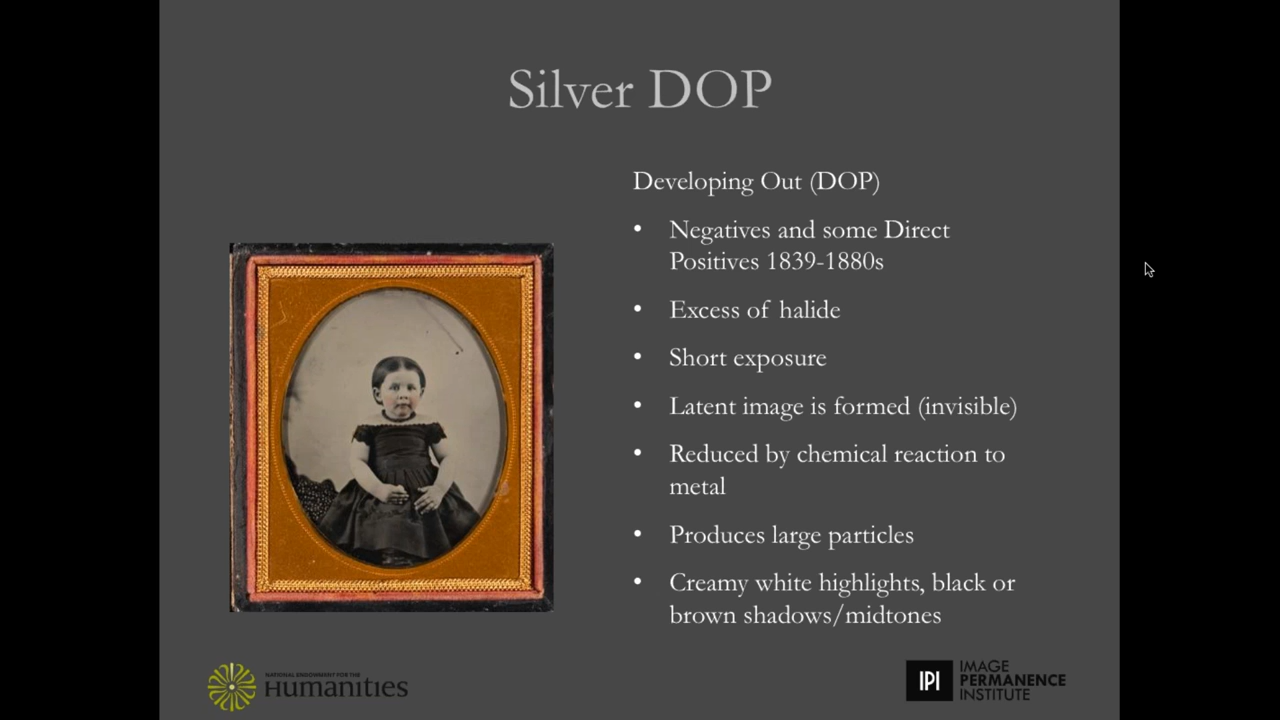 Silver DOP
Developing Out (DOP)
• Negatives and some Direct
Positives 1839-1880s
• Excess of halide
• Short exposure
• Latent image is formed (invisible)
• Reduced by chemical reaction to
metal
• Produces large particles
• Creamy white highlights, black or
brown shadows/midtones
NATIONAL ENDOWMENT FOR THE
Humanities
IPI
IMAGE
PERMANENCE
INSTITUTE